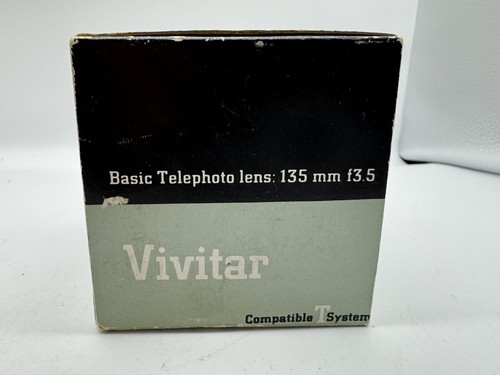 Basic Telephoto lens: 135 mm f3.5
Vivitar
Compatible T System